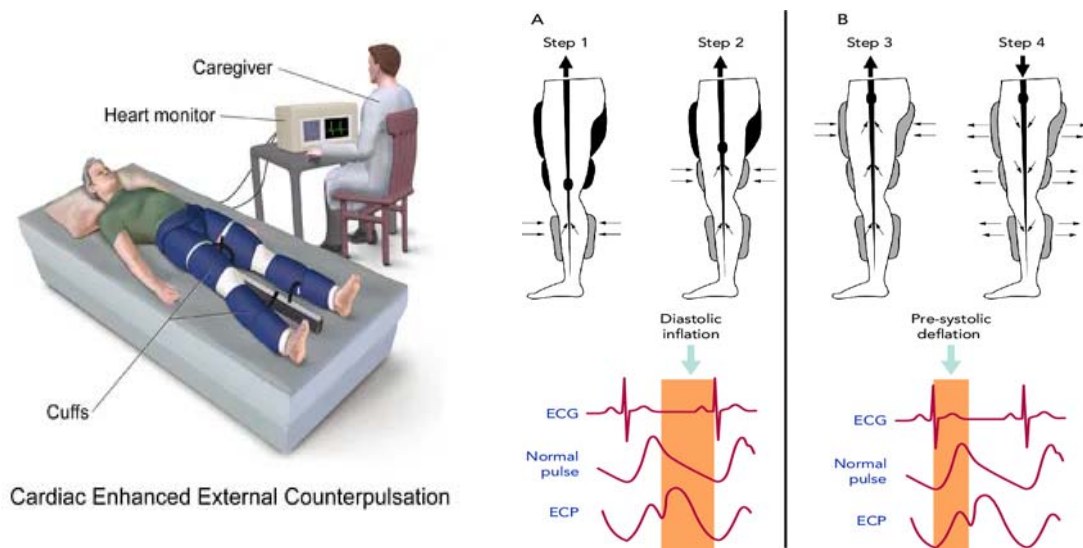 Caregiver
Heart monitor
Cuffs
Cardiac Enhanced External Counterpulsation
A
Step 1
Step 2
Diastolic
inflation
ECG
Normal
pulse
ECP
B
Step 3
Step 4
Pre-systolic
deflation
ECG
Normal
pulse
ECP